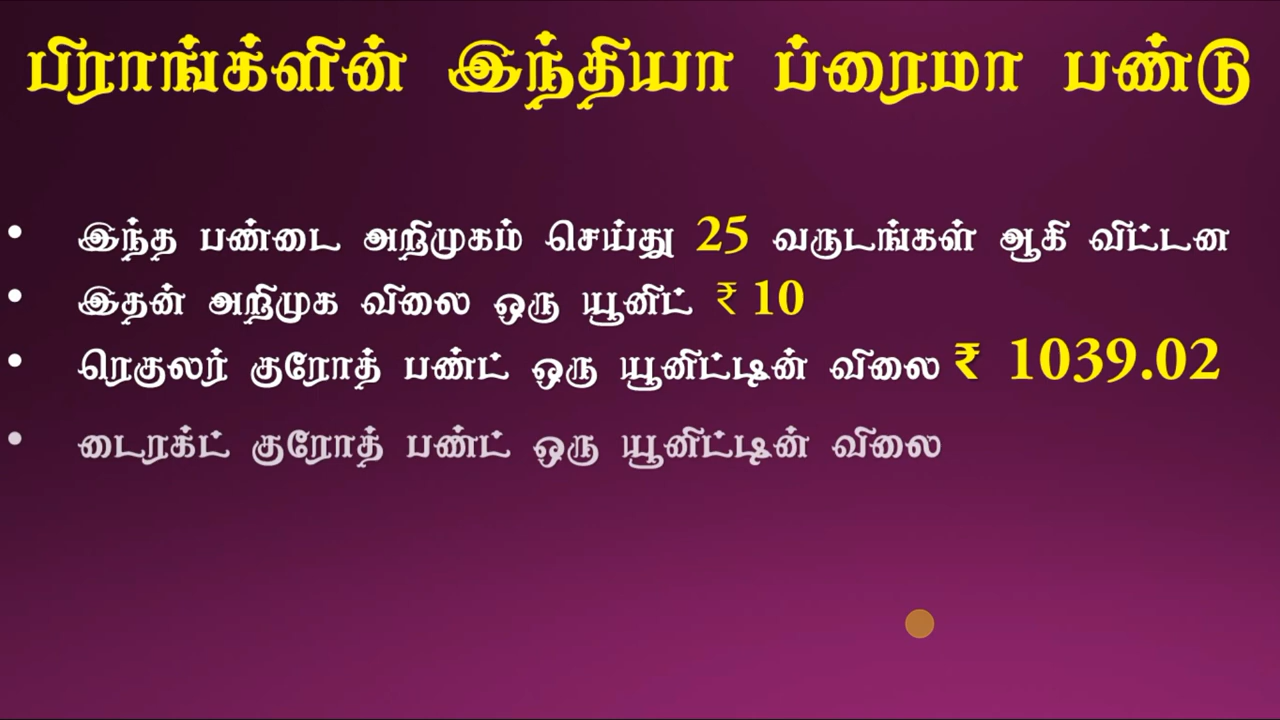 பிராங்க்ளின் இந்தியா ப்ரைமா பண்டு
• இந்த பண்டை அறிமுகம் செய்து 25 வருடங்கள் ஆகி விட்டன
• இதன் அறிமுக விலை ஒரு யூனிட் ₹ 10
• ரெகுலர் குரோத் பண்ட் ஒரு யூனிட்டின் விலை ₹ 1039.02
• டைரக்ட் குரோத் பண்ட் ஒரு யூனிட்டின் விலை